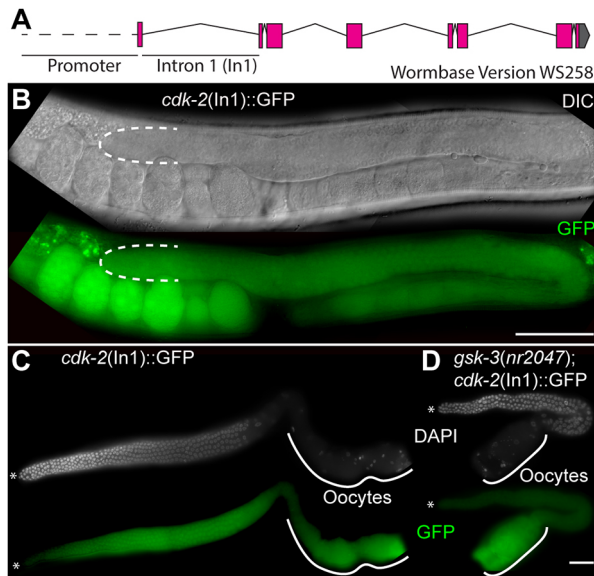 A
Promoter
Intron 1 (In1)
Wormbase Version WS258
B
cdk-2(In1)::GFP
DIC
GFP
C
cdk-2(In1)::GFP
*
Oocytes
*
D
gsk-3(nr2047);
cdk-2(In1)::GFP
*
DAPI
Oocytes
*
GFP